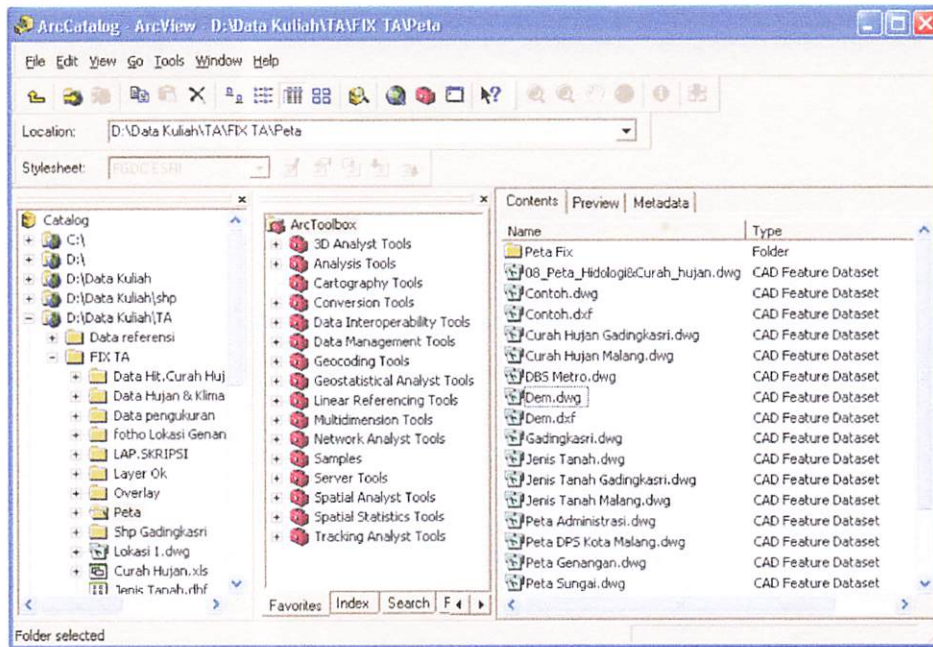 ArcCatalog - ArcView - D:\Data Kuliah\TA\FIX TA\Peta
File Edit View Go Tools Window Help
Location: D:\Data Kuliah\TA\FIX TA\Peta
Stylesheet: FGDC ESRI
Catalog
C:\
D:\
D:\Data Kuliah
D:\Data Kuliah\shp
D:\Data Kuliah\TA
Data referensi
FIX TA
Data Hit.Curah Huj
Data Hujan & Klima
Data pengukuran
fotho Lokasi Genan
LAP.SKRIPSI
Layer Ok
Overlay
Peta
Shp Gadingkasri
Lokasi 1.dwg
Curah Hujan.xls
Jenis Tanah.dbf
ArcToolbox
3D Analyst Tools
Analysis Tools
Cartography Tools
Conversion Tools
Data Interoperability Tools
Data Management Tools
Geocoding Tools
Geostatistical Analyst Tools
Linear Referencing Tools
Multidimension Tools
Network Analyst Tools
Samples
Server Tools
Spatial Analyst Tools
Spatial Statistics Tools
Tracking Analyst Tools
Favorites Index Search F
Contents Preview Metadata
Name Type
Peta Fix Folder
08_Peta_Hidologi&Curah_hujan.dwg CAD Feature Dataset
Contoh.dwg CAD Feature Dataset
Contoh.dxf CAD Feature Dataset
Curah Hujan Gadingkasri.dwg CAD Feature Dataset
Curah Hujan Malang.dwg CAD Feature Dataset
DBS Metro.dwg CAD Feature Dataset
Dem.dwg CAD Feature Dataset
Dem.dxf CAD Feature Dataset
Gadingkasri.dwg CAD Feature Dataset
Jenis Tanah.dwg CAD Feature Dataset
Jenis Tanah Gadingkasri.dwg CAD Feature Dataset
Jenis Tanah Malang.dwg CAD Feature Dataset
Peta Administrasi.dwg CAD Feature Dataset
Peta DPS Kota Malang.dwg CAD Feature Dataset
Peta Genangan.dwg CAD Feature Dataset
Peta Sungai.dwg CAD Feature Dataset
Folder selected